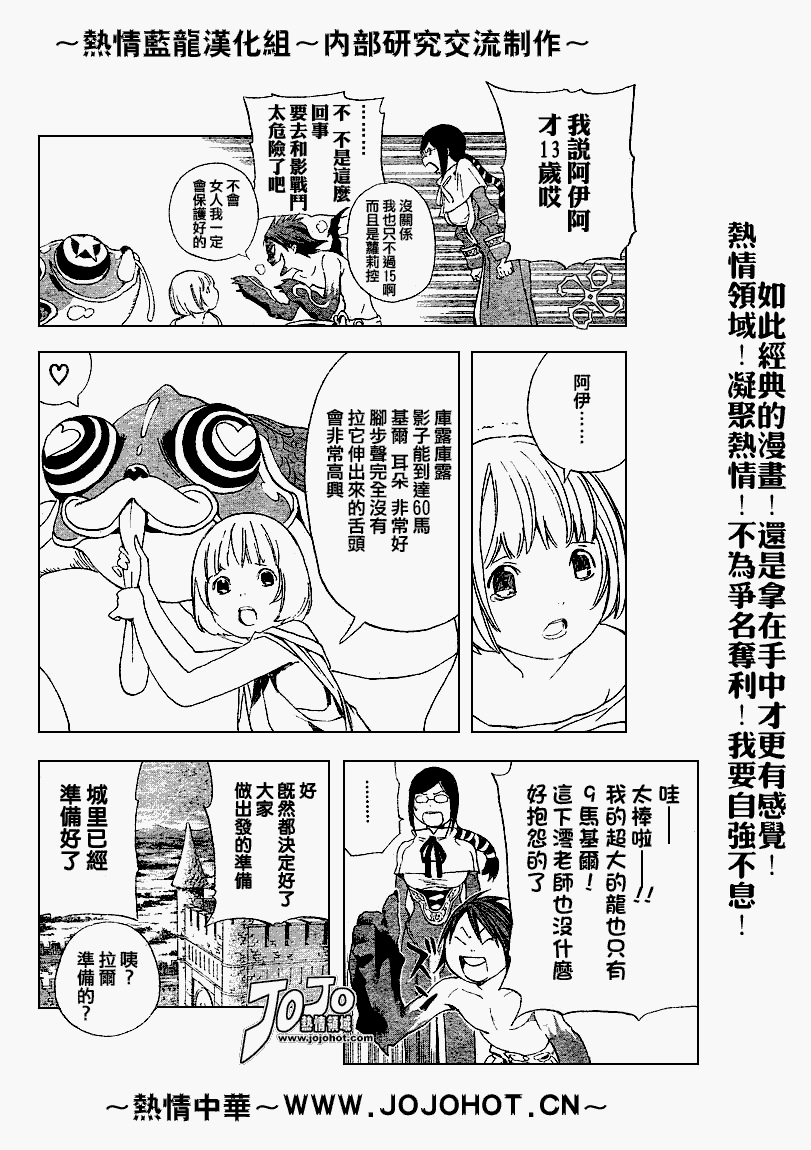 ～熱情藍龍漢化組～内部研究交流制作～
我說阿伊阿
才13歲哎
………
不 不是這麼
回事
要去和影戰鬥
太危險了吧
沒關係
我也只不過15啊
而且是蘿莉控
不會
女人我一定
會保護好的
阿伊……
庫露庫露
影子能到達60馬
基爾 耳朵 非常好
腳步聲完全沒有
拉它伸出來的舌頭
會非常高興
♡
哇——
太棒啦——!!
我的超大的龍也只有
9馬基爾！
這下澪老師也沒什麼
好抱怨的了
………
好
既然都決定好了
大家
做出發的準備
城里已經
準備好了
咦？
拉爾
準備的？
如此經典的漫畫！還是拿在手中才更有感覺！
熱情領域！凝聚熱情！不為爭名奪利！我要自強不息！
JOJO
熱情領域
www.jojohot.com
～熱情中華～WWW.JOJOHOT.CN～